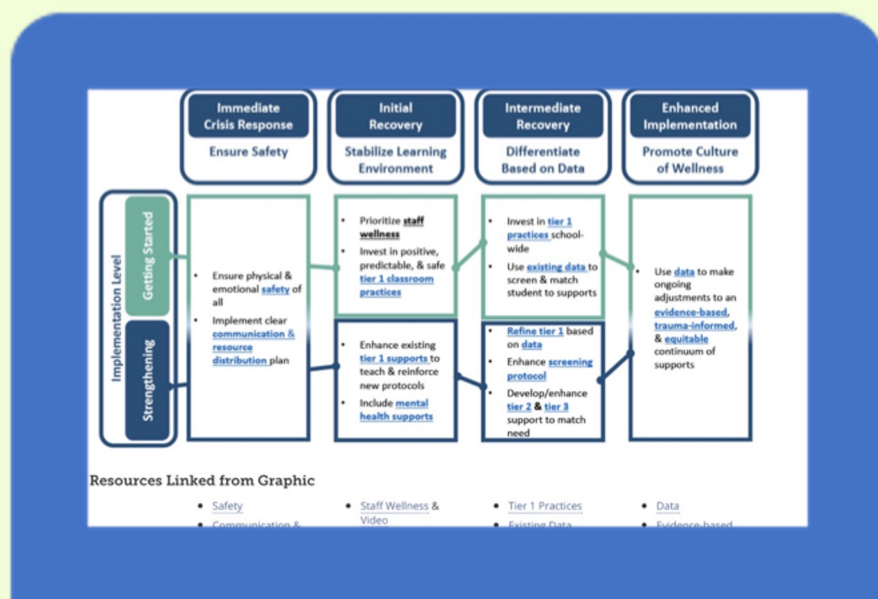 Immediate
Crisis Response
Ensure Safety
Initial
Recovery
Stabilize Learning
Environment
Intermediate
Recovery
Differentiate
Based on Data
Enhanced
Implementation
Promote Culture
of Wellness
Implementation Level
Getting Started
Strengthening
• Ensure physical &
emotional safety of
all
• Implement clear
communication &
resource
distribution plan
• Prioritize staff
wellness
• Invest in positive,
predictable, & safe
tier 1 classroom
practices
• Enhance existing
tier 1 supports to
teach & reinforce
new protocols
• Include mental
health supports
• Invest in tier 1
practices school-
wide
• Use existing data to
screen & match
student to supports
• Refine tier 1 based
on data
• Enhance screening
protocol
• Develop/enhance
tier 2 & tier 3
support to match
need
• Use data to make
ongoing
adjustments to an
evidence-based,
trauma-informed,
& equitable
continuum of
supports
Resources Linked from Graphic
• Safety
• Communication &
• Staff Wellness &
Video
• Tier 1 Practices
• Existing Data
• Data
• Evidence-based